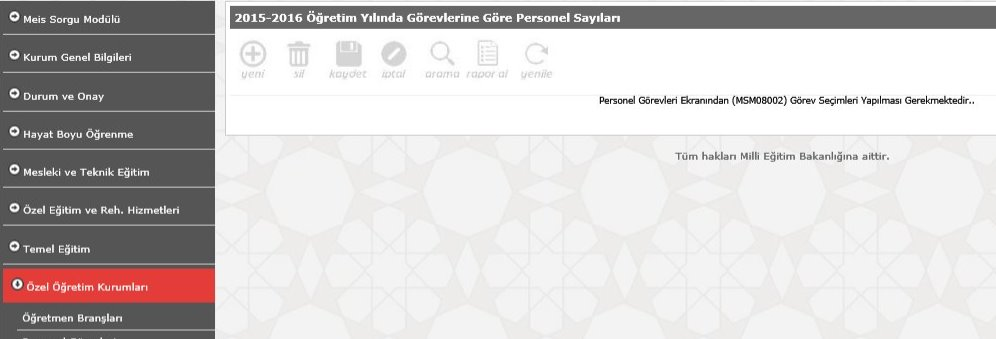 Meis Sorgu Modülü
Kurum Genel Bilgileri
Durum ve Onay
Hayat Boyu Öğrenme
Mesleki ve Teknik Eğitim
Özel Eğitim ve Reh. Hizmetleri
Temel Eğitim
Özel Öğretim Kurumları
Öğretmen Branşları
2015-2016 Öğretim Yılında Görevlerine Göre Personel Sayıları
yeni sil kaydet iptal arama rapor al yenile
Personel Görevleri Ekranından (MSM08002) Görev Seçimleri Yapılması Gerekmektedir..
Tüm hakları Milli Eğitim Bakanlığına aittir.